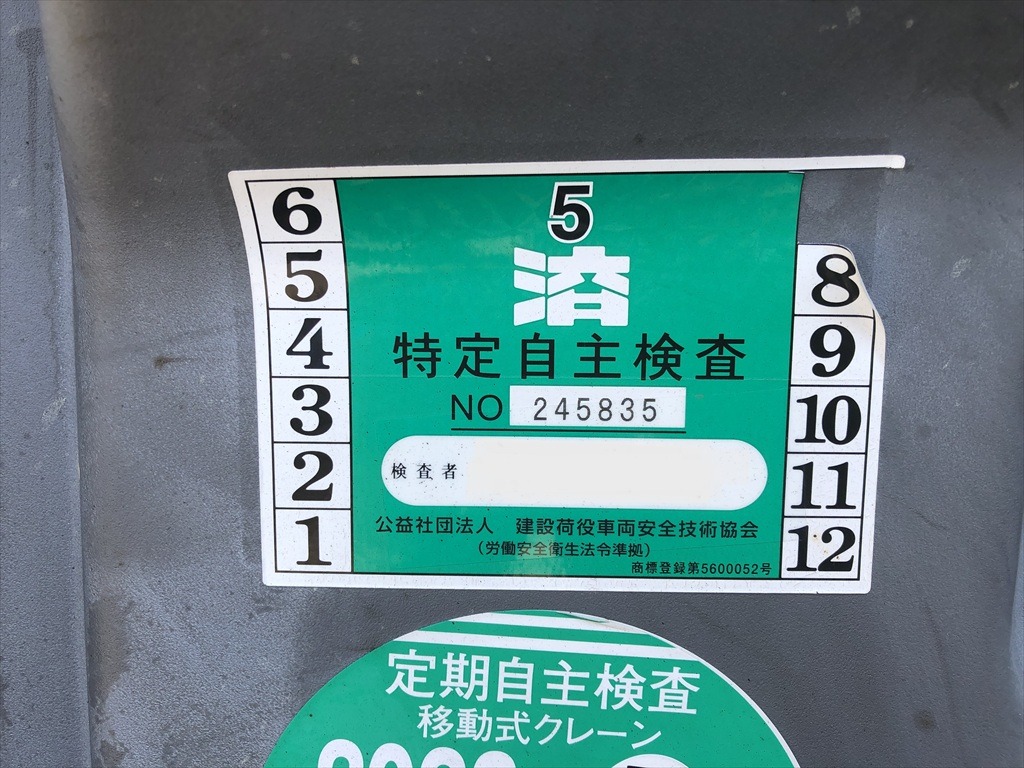 5
済
特定自主検査
NO 245835
検査者
公益社団法人 建設荷役車両安全技術協会
(労働安全衛生法令準拠)
商標登録第5600052号
6
5
4
3
2
1
8
9
10
11
12
定期自主検査
移動式クレーン